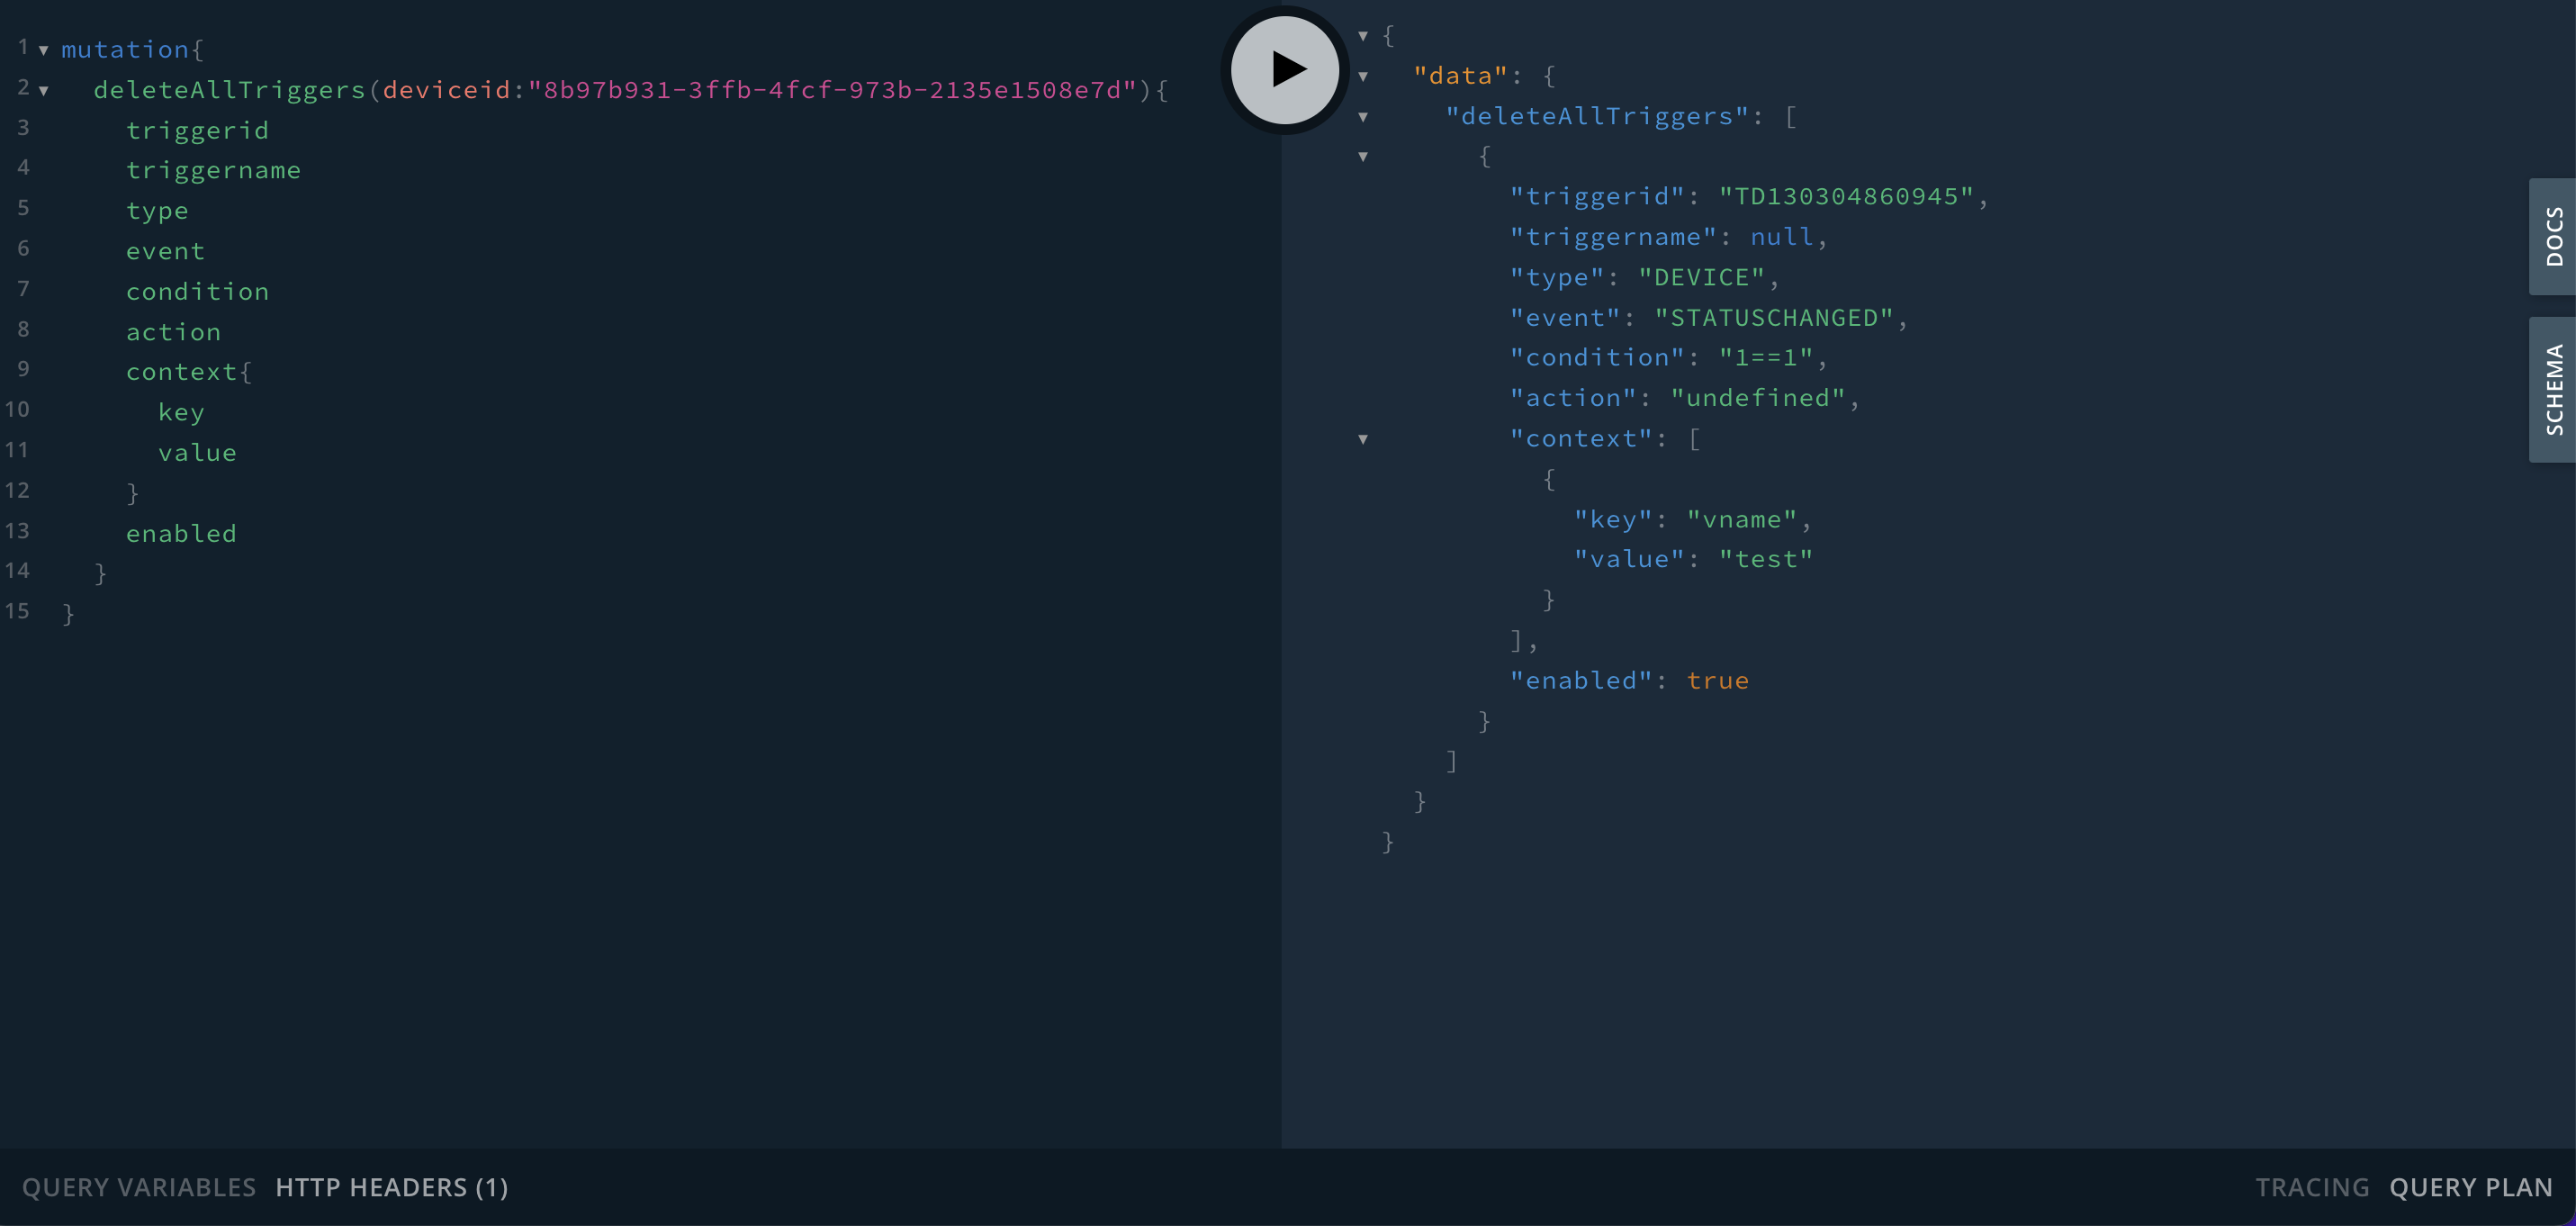 1 mutation{
2 deleteAllTriggers(deviceid:"8b97b931-3ffb-4fcf-973b-2135e1508e7d"){
3 triggerid
4 triggername
5 type
6 event
7 condition
8 action
9 context{
10 key
11 value
12 }
13 enabled
14 }
15 }
{
"data": {
"deleteAllTriggers": [
{
"triggerid": "TD130304860945",
"triggername": null,
"type": "DEVICE",
"event": "STATUSCHANGED",
"condition": "1==1",
"action": "undefined",
"context": [
{
"key": "vname",
"value": "test"
}
],
"enabled": true
}
]
}
}
DOCS
SCHEMA
QUERY VARIABLES HTTP HEADERS (1)
TRACING QUERY PLAN